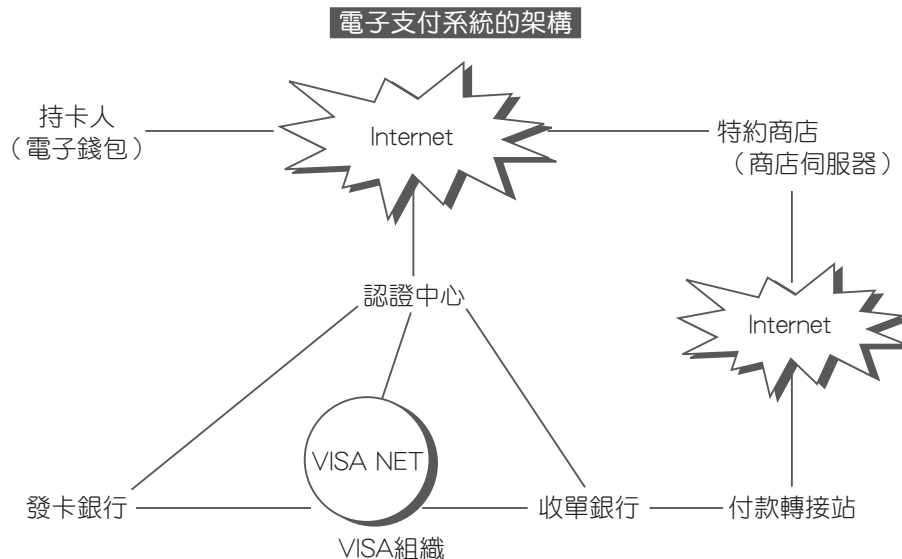 電子支付系統的架構
持卡人
（電子錢包）
Internet
特約商店
（商店伺服器）
認證中心
Internet
VISA NET
發卡銀行
收單銀行
付款轉接站
VISA組織